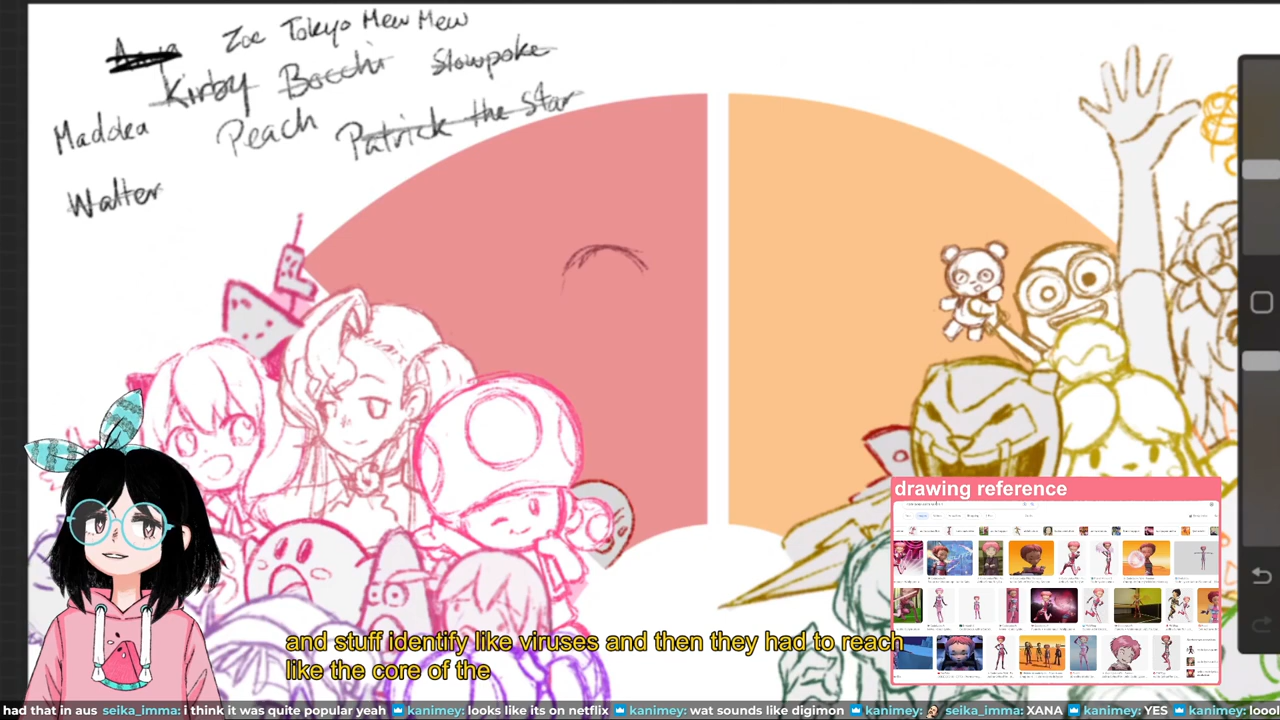 Zoe Tokyo Mew Mew
Kirby Bocchi Slowpoke
Maddea Peach Patrick the Star
Walter
drawing reference
and stuff identify like viruses and then they had to reach
like the core of the
had that in aus seika_imma: i think it was quite popular yeah kanimey: looks like its on netflix kanimey: wat sounds like digimon kanimey: seika_imma: XANA kanimey: YES kanimey: loool